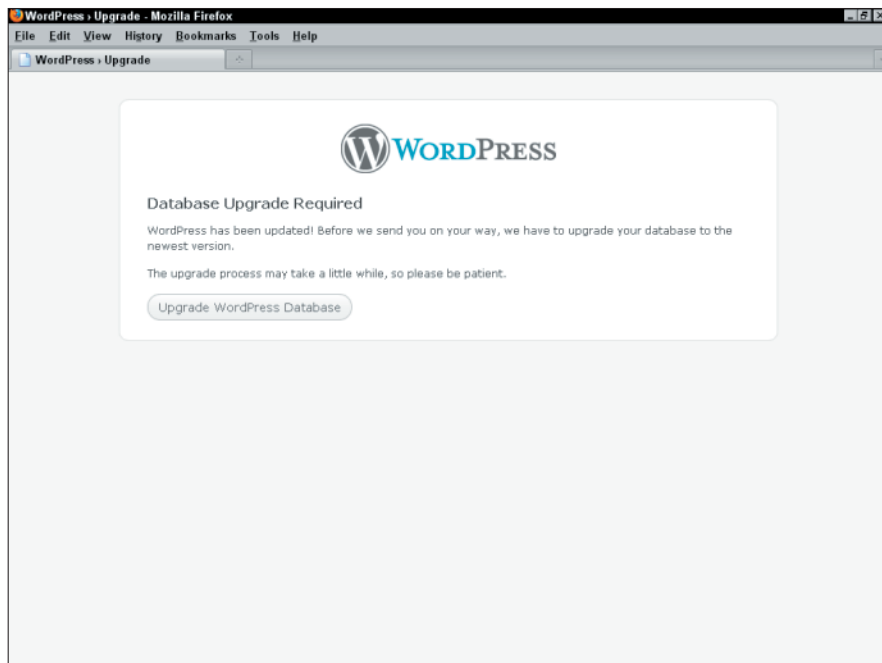 WordPress › Upgrade - Mozilla Firefox
File Edit View History Bookmarks Tools Help
WordPress › Upgrade
WORDPRESS
Database Upgrade Required
WordPress has been updated! Before we send you on your way, we have to upgrade your database to the
newest version.
The upgrade process may take a little while, so please be patient.
Upgrade WordPress Database